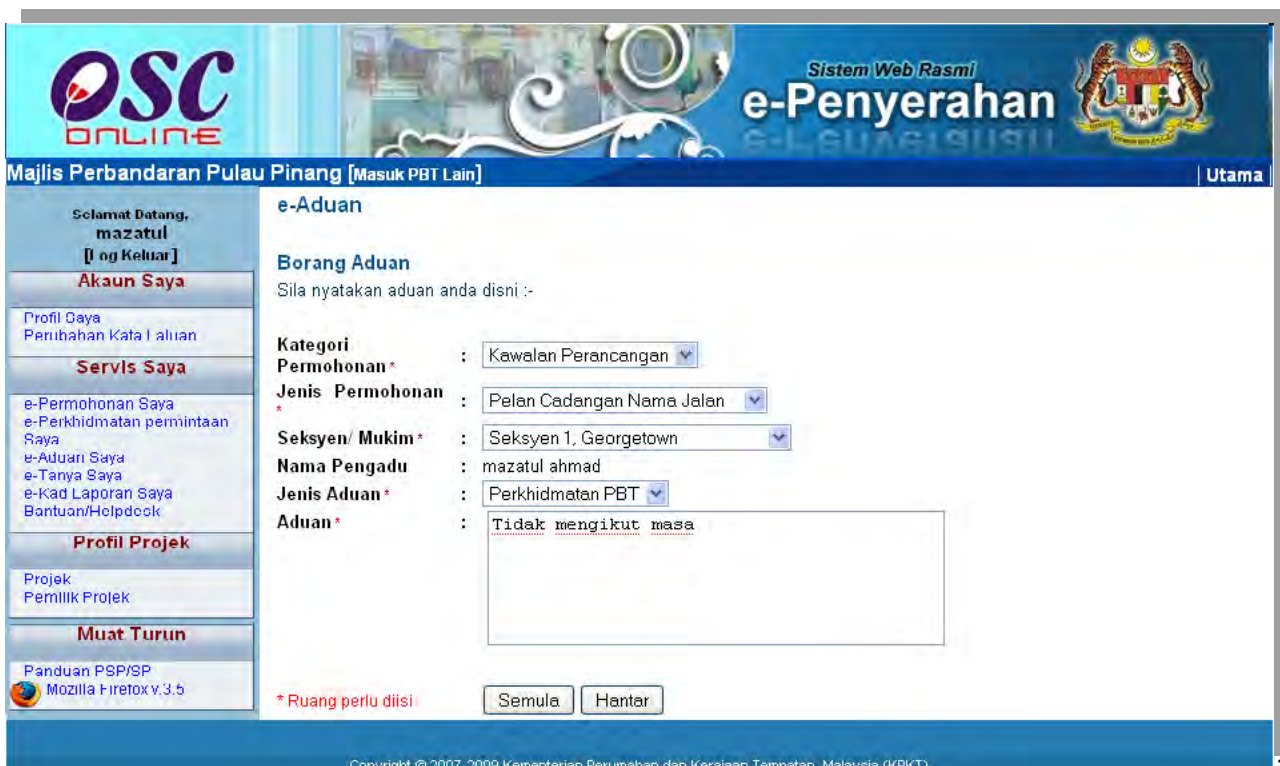 OSC
ONLINE
Sistem Web Rasmi
e-Penyerahan
Majlis Perbandaran Pulau Pinang [Masuk PBT Lain]
| Utama |
Selamat Datang,
mazatul
[Log Keluar]
Akaun Saya
Profil Saya
Perubahan Kata Laluan
Servis Saya
e-Permohonan Saya
e-Perkhidmatan permintaan
Saya
e-Aduan Saya
e-Tanya Saya
e-Kad Laporan Saya
Bantuan/Helpdesk
Profil Projek
Projek
Pemilik Projek
Muat Turun
Panduan PSP/SP
Mozilla Firefox v.3.5
e-Aduan
Borang Aduan
Sila nyatakan aduan anda disni :-
Kategori
Permohonan * : Kawalan Perancangan
Jenis Permohonan
* : Pelan Cadangan Nama Jalan
Seksyen/ Mukim * : Seksyen 1, Georgetown
Nama Pengadu : mazatul ahmad
Jenis Aduan * : Perkhidmatan PBT
Aduan * : Tidak mengikut masa
* Ruang perlu diisi Semula Hantar
Copyright © 2007-2009 Kementerian Perumahan dan Kerajaan Tempatan, Malaysia (KPKT)